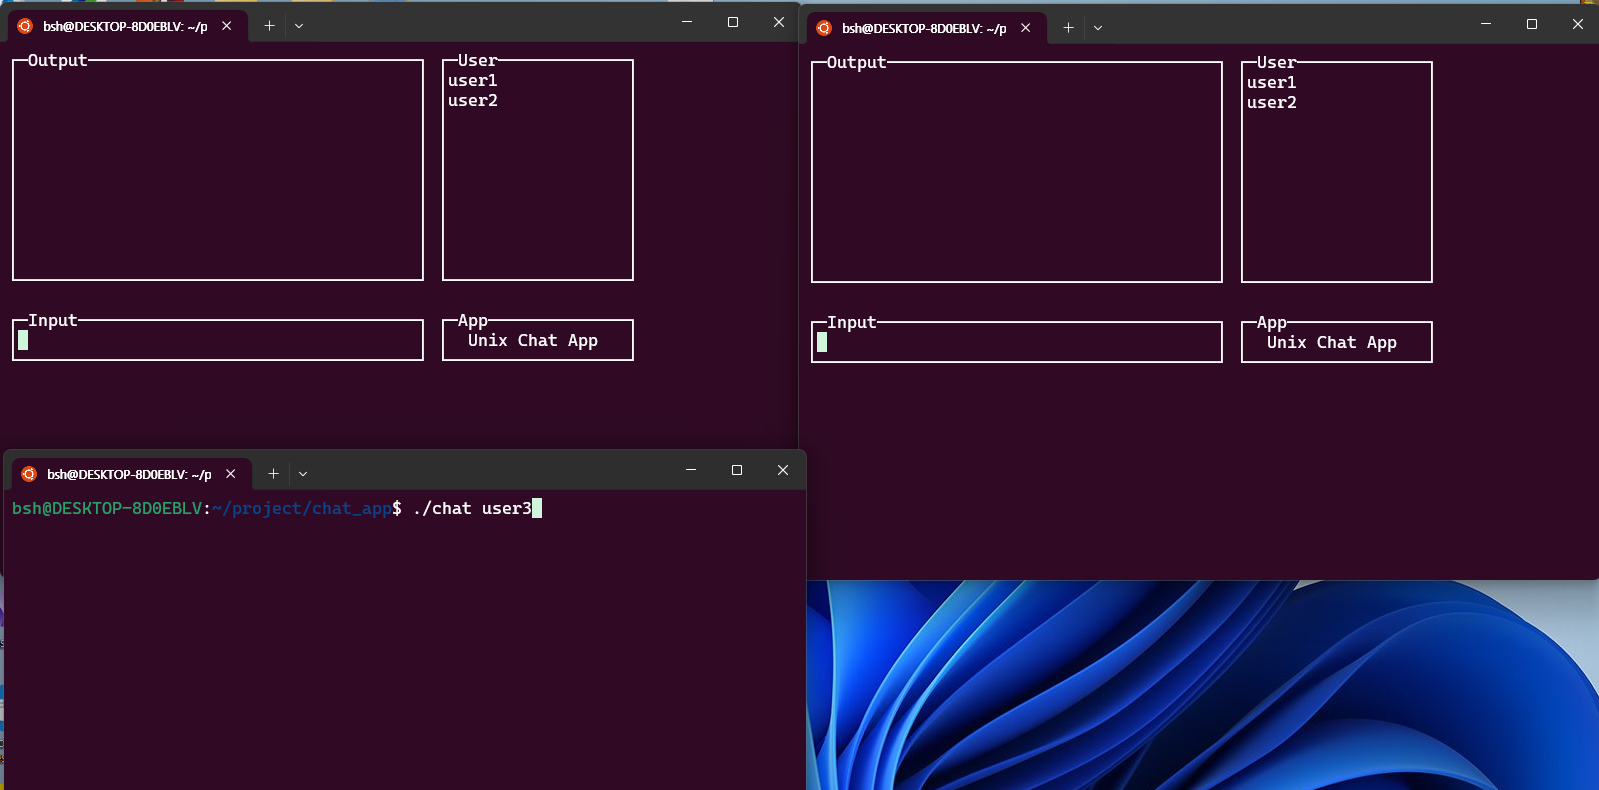 bsh@DESKTOP-8D0EBLV: ~/p
Output
User
user1
user2
Input
App
Unix Chat App
bsh@DESKTOP-8D0EBLV: ~/p
Output
User
user1
user2
Input
App
Unix Chat App
bsh@DESKTOP-8D0EBLV: ~/p
bsh@DESKTOP-8D0EBLV:~/project/chat_app$ ./chat user3